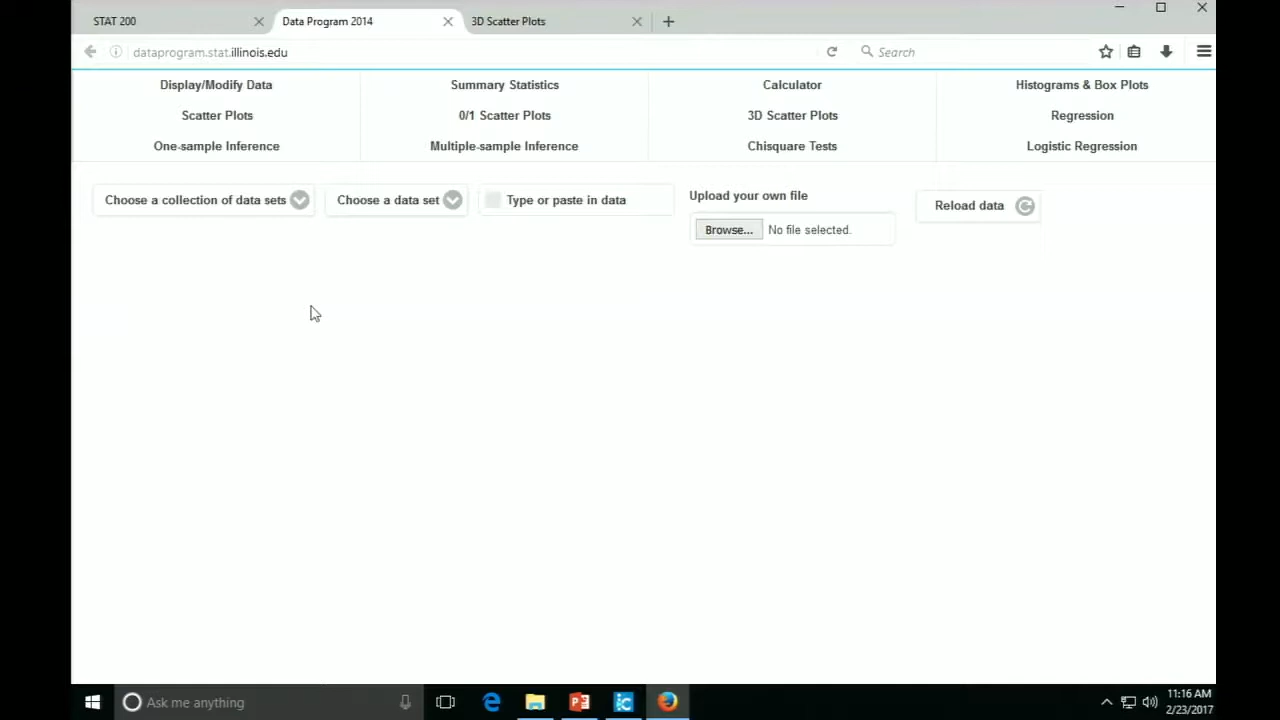 STAT 200
Data Program 2014
3D Scatter Plots
dataprogram.stat.illinois.edu
Search
Display/Modify Data
Summary Statistics
Calculator
Histograms & Box Plots
Scatter Plots
0/1 Scatter Plots
3D Scatter Plots
Regression
One-sample Inference
Multiple-sample Inference
Chisquare Tests
Logistic Regression
Choose a collection of data sets
Choose a data set
Type or paste in data
Upload your own file
Browse... No file selected.
Reload data
Ask me anything
11:16 AM
2/23/2017